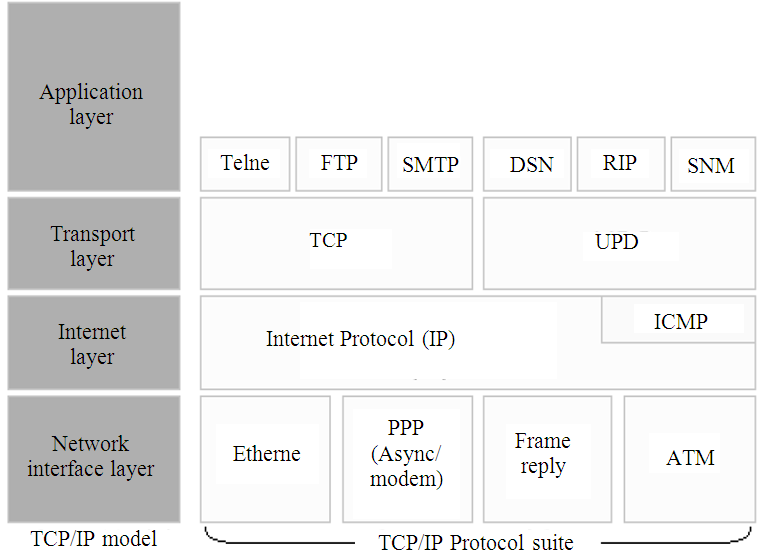 Application
layer
Telne
FTP
SMTP
DSN
RIP
SNM
Transport
layer
TCP
UPD
Internet
layer
Internet Protocol (IP)
ICMP
Network
interface layer
Etherne
PPP
(Async/
modem)
Frame
reply
ATM
TCP/IP model
TCP/IP Protocol suite